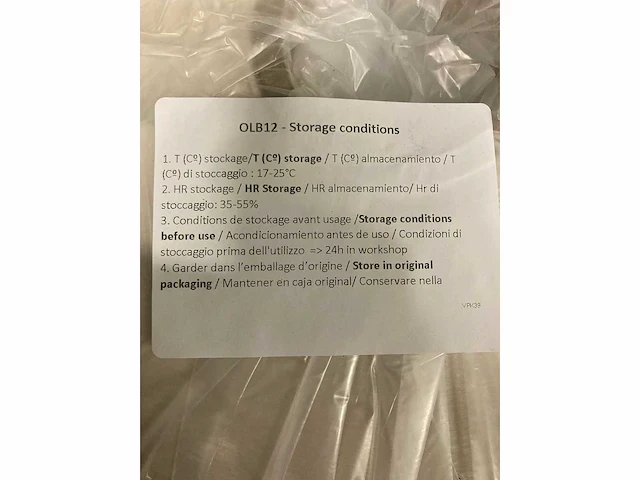 OLB12 - Storage conditions
1. T (Cº) stockage/T (Cº) storage / T (Cº) almacenamiento / T
(Cº) di stoccaggio : 17-25°C
2. HR stockage / HR Storage / HR almacenamiento/ Hr di
stoccaggio: 35-55%
3. Conditions de stockage avant usage /Storage conditions
before use / Acondicionamiento antes de uso / Condizioni di
stoccaggio prima dell'utilizzo => 24h in workshop
4. Garder dans l'emballage d'origine / Store in original
packaging / Mantener en caja original/ Conservare nella